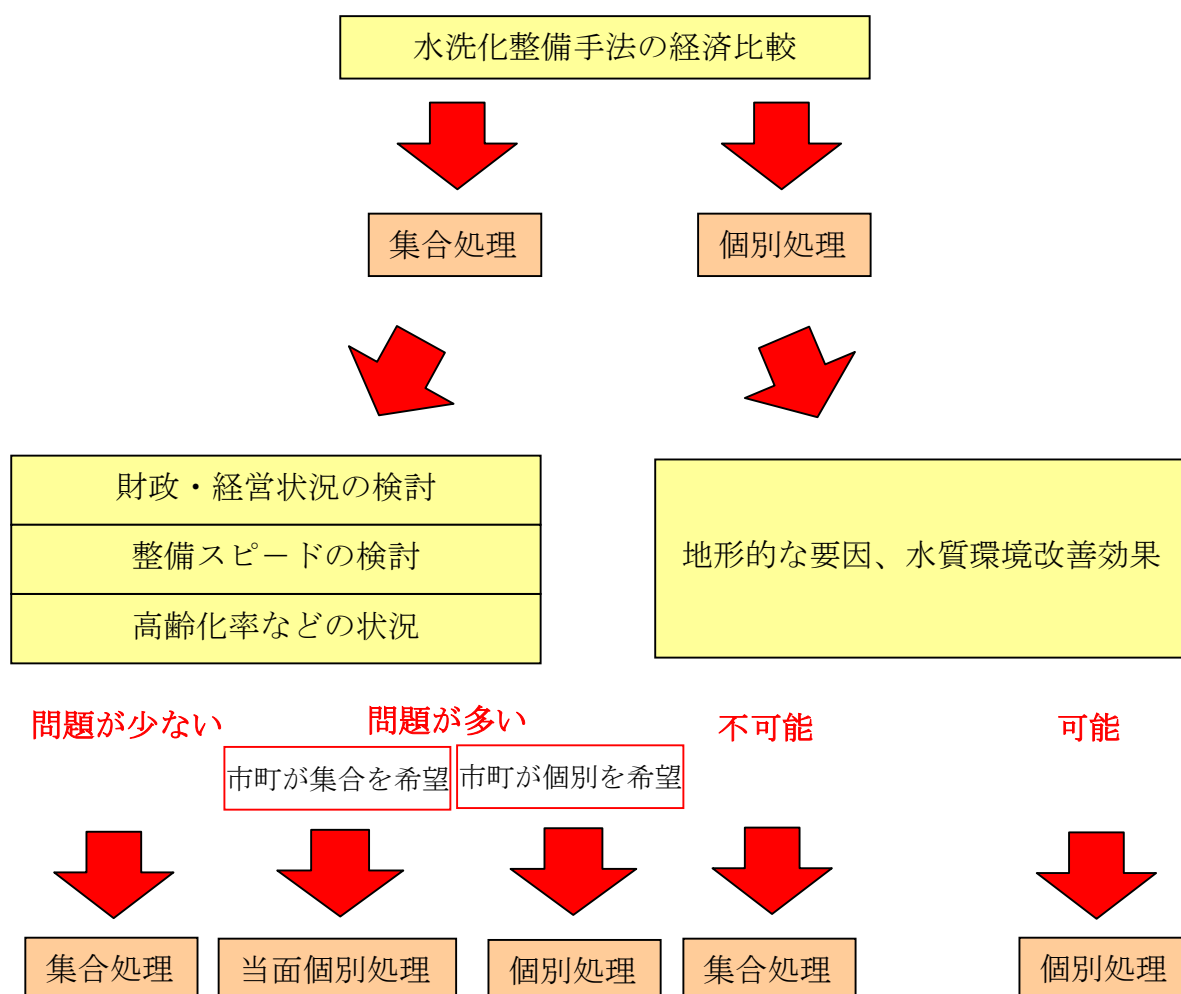 水洗化整備手法の経済比較
集合処理
個別処理
財政・経営状況の検討
整備スピードの検討
高齢化率などの状況
地形的な要因、水質環境改善効果
問題が少ない
問題が多い
不可能
可能
市町が集合を希望
市町が個別を希望
集合処理
当面個別処理
個別処理
集合処理
個別処理